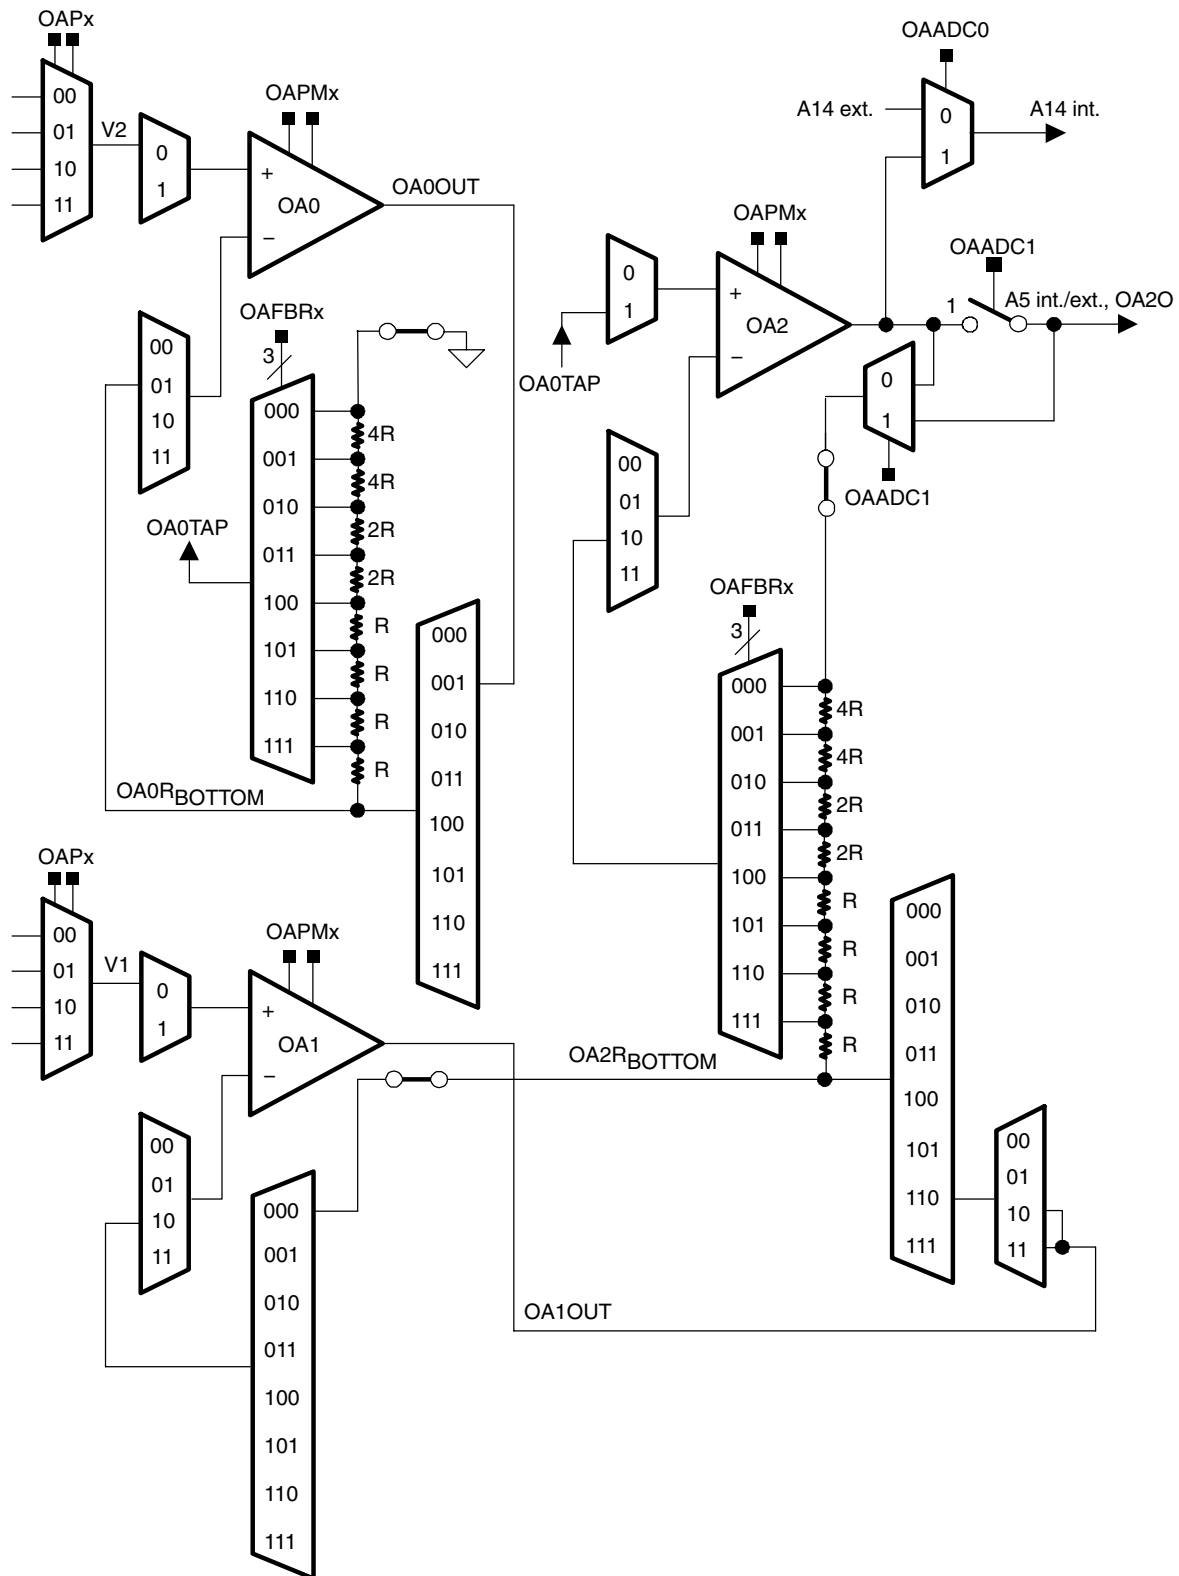 OAPx
00
01
10
11
V2
0
1
OAPMx
+
OA0
−
OA0OUT
00
01
10
11
OAFBRx
3
000
001
010
011
100
101
110
111
4R
4R
2R
2R
R
R
R
R
OA0TAP
OA0RBOTTOM
000
001
010
011
100
101
110
111
OAADC0
A14 ext.
0
1
A14 int.
OAPMx
0
1
OA0TAP
+
OA2
−
OAADC1
1
A5 int./ext., OA2O
0
1
OAADC1
00
01
10
11
OAFBRx
3
000
001
010
011
100
101
110
111
4R
4R
2R
2R
R
R
R
R
OA2RBOTTOM
000
001
010
011
100
101
110
111
00
01
10
11
OAPx
00
01
10
11
V1
0
1
OAPMx
+
OA1
−
00
01
10
11
000
001
010
011
100
101
110
111
OA1OUT